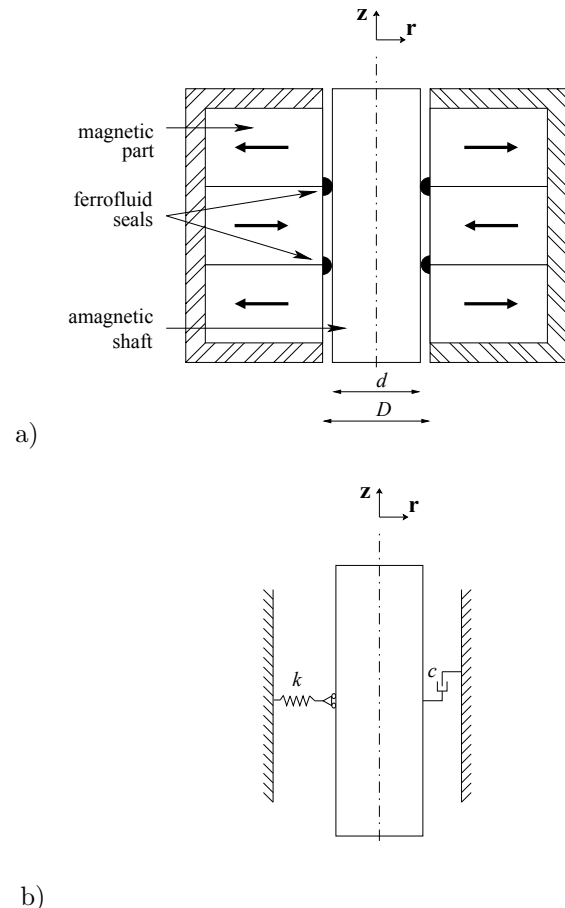 z
r
magnetic
part
ferrofluid
seals
amagnetic
shaft
d
D
a)
z
r
k
c
b)